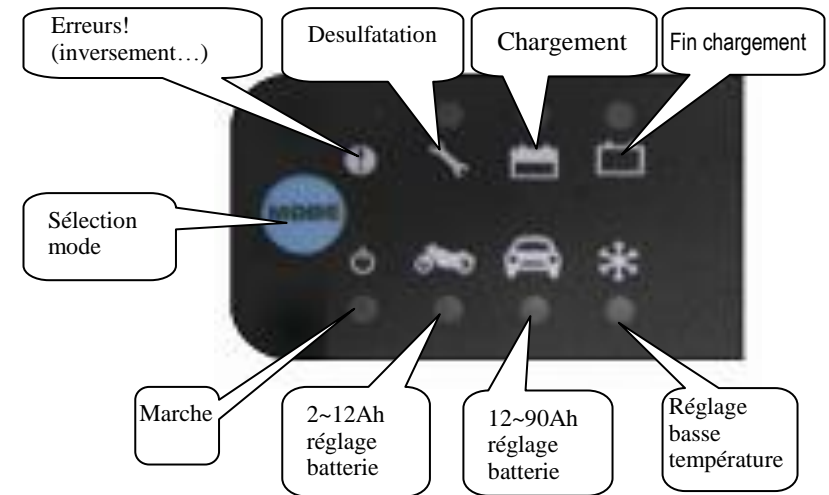 Erreurs!
(inversement…)
Desulfatation
Chargement
Fin chargement
MODE
Sélection
mode
Marche
2~12Ah
réglage
batterie
12~90Ah
réglage
batterie
Réglage
basse
température